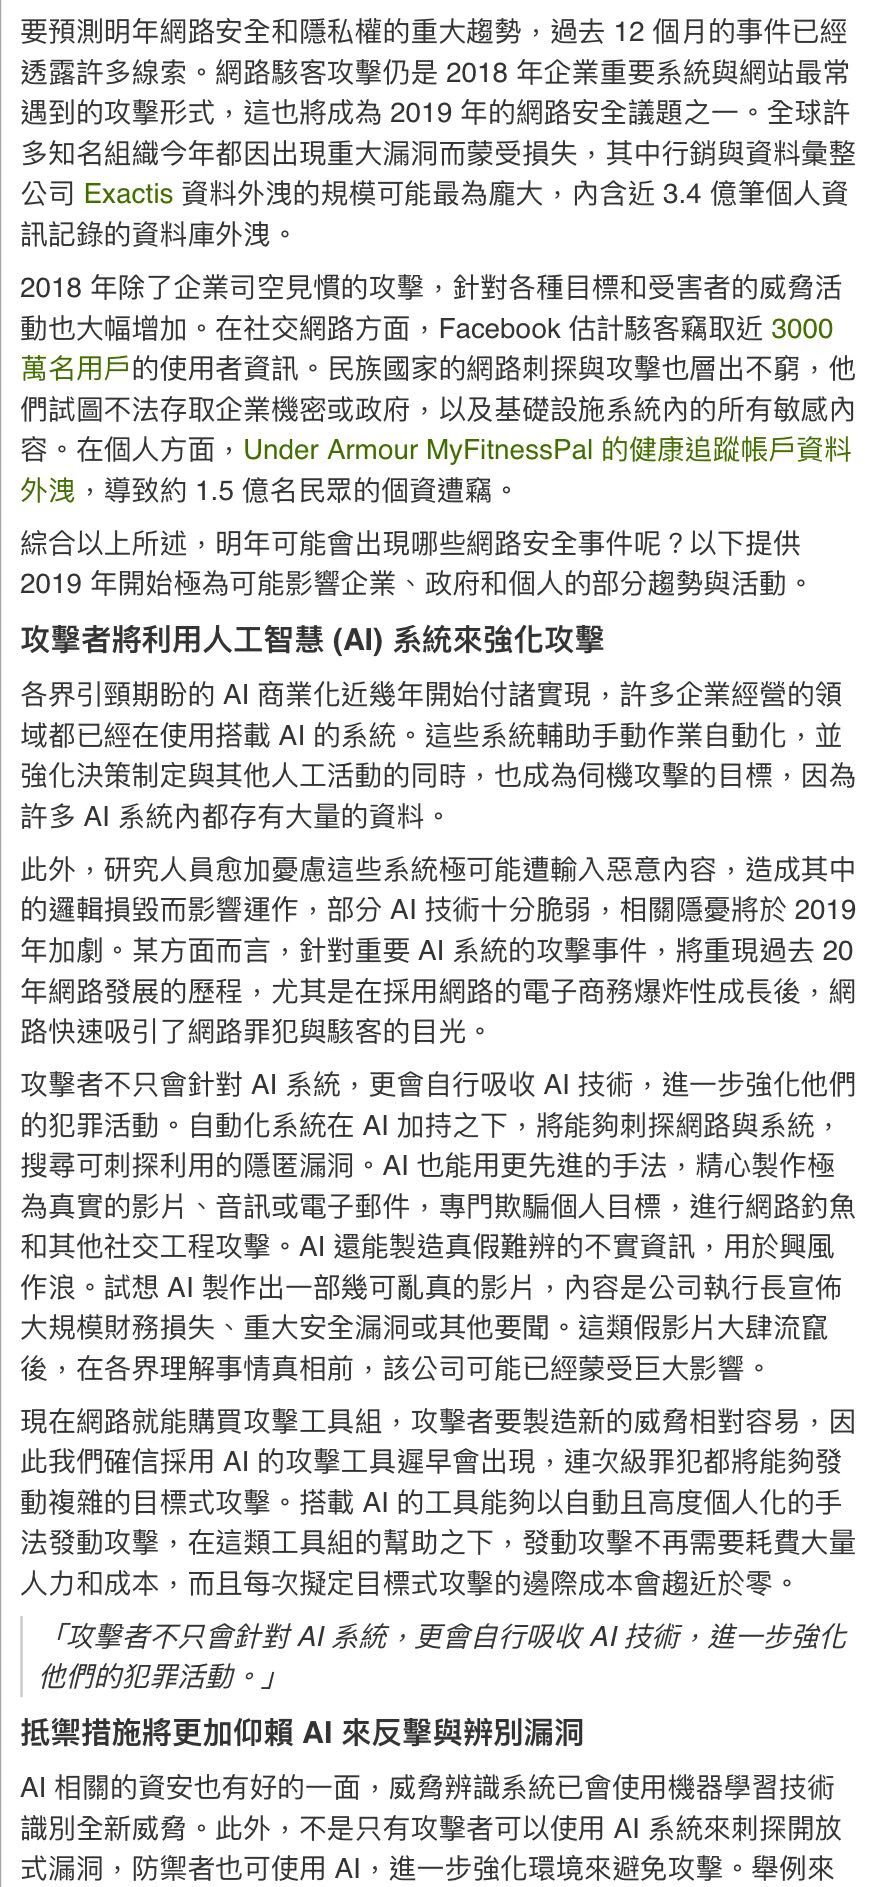 要預測明年網路安全和隱私權的重大趨勢，過去 12 個月的事件已經
透露許多線索。網路駭客攻擊仍是 2018 年企業重要系統與網站最常
遇到的攻擊形式，這也將成為 2019 年的網路安全議題之一。全球許
多知名組織今年都因出現重大漏洞而蒙受損失，其中行銷與資料彙整
公司 Exactis 資料外洩的規模可能最為龐大，內含近 3.4 億筆個人資
訊記錄的資料庫外洩。
2018 年除了企業司空見慣的攻擊，針對各種目標和受害者的威脅活
動也大幅增加。在社交網路方面，Facebook 估計駭客竊取近 3000
萬名用戶的使用者資訊。民族國家的網路刺探與攻擊也層出不窮，他
們試圖不法存取企業機密或政府，以及基礎設施系統內的所有敏感內
容。在個人方面，Under Armour MyFitnessPal 的健康追蹤帳戶資料
外洩，導致約 1.5 億名民眾的個資遭竊。
綜合以上所述，明年可能會出現哪些網路安全事件呢？以下提供
2019 年開始極為可能影響企業、政府和個人的部分趨勢與活動。
攻擊者將利用人工智慧 (AI) 系統來強化攻擊
各界引頸期盼的 AI 商業化近幾年開始付諸實現，許多企業經營的領
域都已經在使用搭載 AI 的系統。這些系統輔助手動作業自動化，並
強化決策制定與其他人工活動的同時，也成為伺機攻擊的目標，因為
許多 AI 系統內都存有大量的資料。
此外，研究人員愈加憂慮這些系統極可能遭輸入惡意內容，造成其中
的邏輯損毀而影響運作，部分 AI 技術十分脆弱，相關隱憂將於 2019
年加劇。某方面而言，針對重要 AI 系統的攻擊事件，將重現過去 20
年網路發展的歷程，尤其是在採用網路的電子商務爆炸性成長後，網
路快速吸引了網路罪犯與駭客的目光。
攻擊者不只會針對 AI 系統，更會自行吸收 AI 技術，進一步強化他們
的犯罪活動。自動化系統在 AI 加持之下，將能夠刺探網路與系統，
搜尋可刺探利用的隱匿漏洞。AI 也能用更先進的手法，精心製作極
為真實的影片、音訊或電子郵件，專門欺騙個人目標，進行網路釣魚
和其他社交工程攻擊。AI 還能製造真假難辨的不實資訊，用於興風
作浪。試想 AI 製作出一部幾可亂真的影片，內容是公司執行長宣佈
大規模財務損失、重大安全漏洞或其他要聞。這類假影片大肆流竄
後，在各界理解事情真相前，該公司可能已經蒙受巨大影響。
現在網路就能購買攻擊工具組，攻擊者要製造新的威脅相對容易，因
此我們確信採用 AI 的攻擊工具遲早會出現，連次級罪犯都將能夠發
動複雜的目標式攻擊。搭載 AI 的工具能夠以自動且高度個人化的手
法發動攻擊，在這類工具組的幫助之下，發動攻擊不再需要耗費大量
人力和成本，而且每次擬定目標式攻擊的邊際成本會趨近於零。
「攻擊者不只會針對 AI 系統，更會自行吸收 AI 技術，進一步強化
他們的犯罪活動。」
抵禦措施將更加仰賴 AI 來反擊與辨別漏洞
AI 相關的資安也有好的一面，威脅辨識系統已會使用機器學習技術
識別全新威脅。此外，不是只有攻擊者可以使用 AI 系統來刺探開放
式漏洞，防禦者也可使用 AI，進一步強化環境來避免攻擊。舉例來